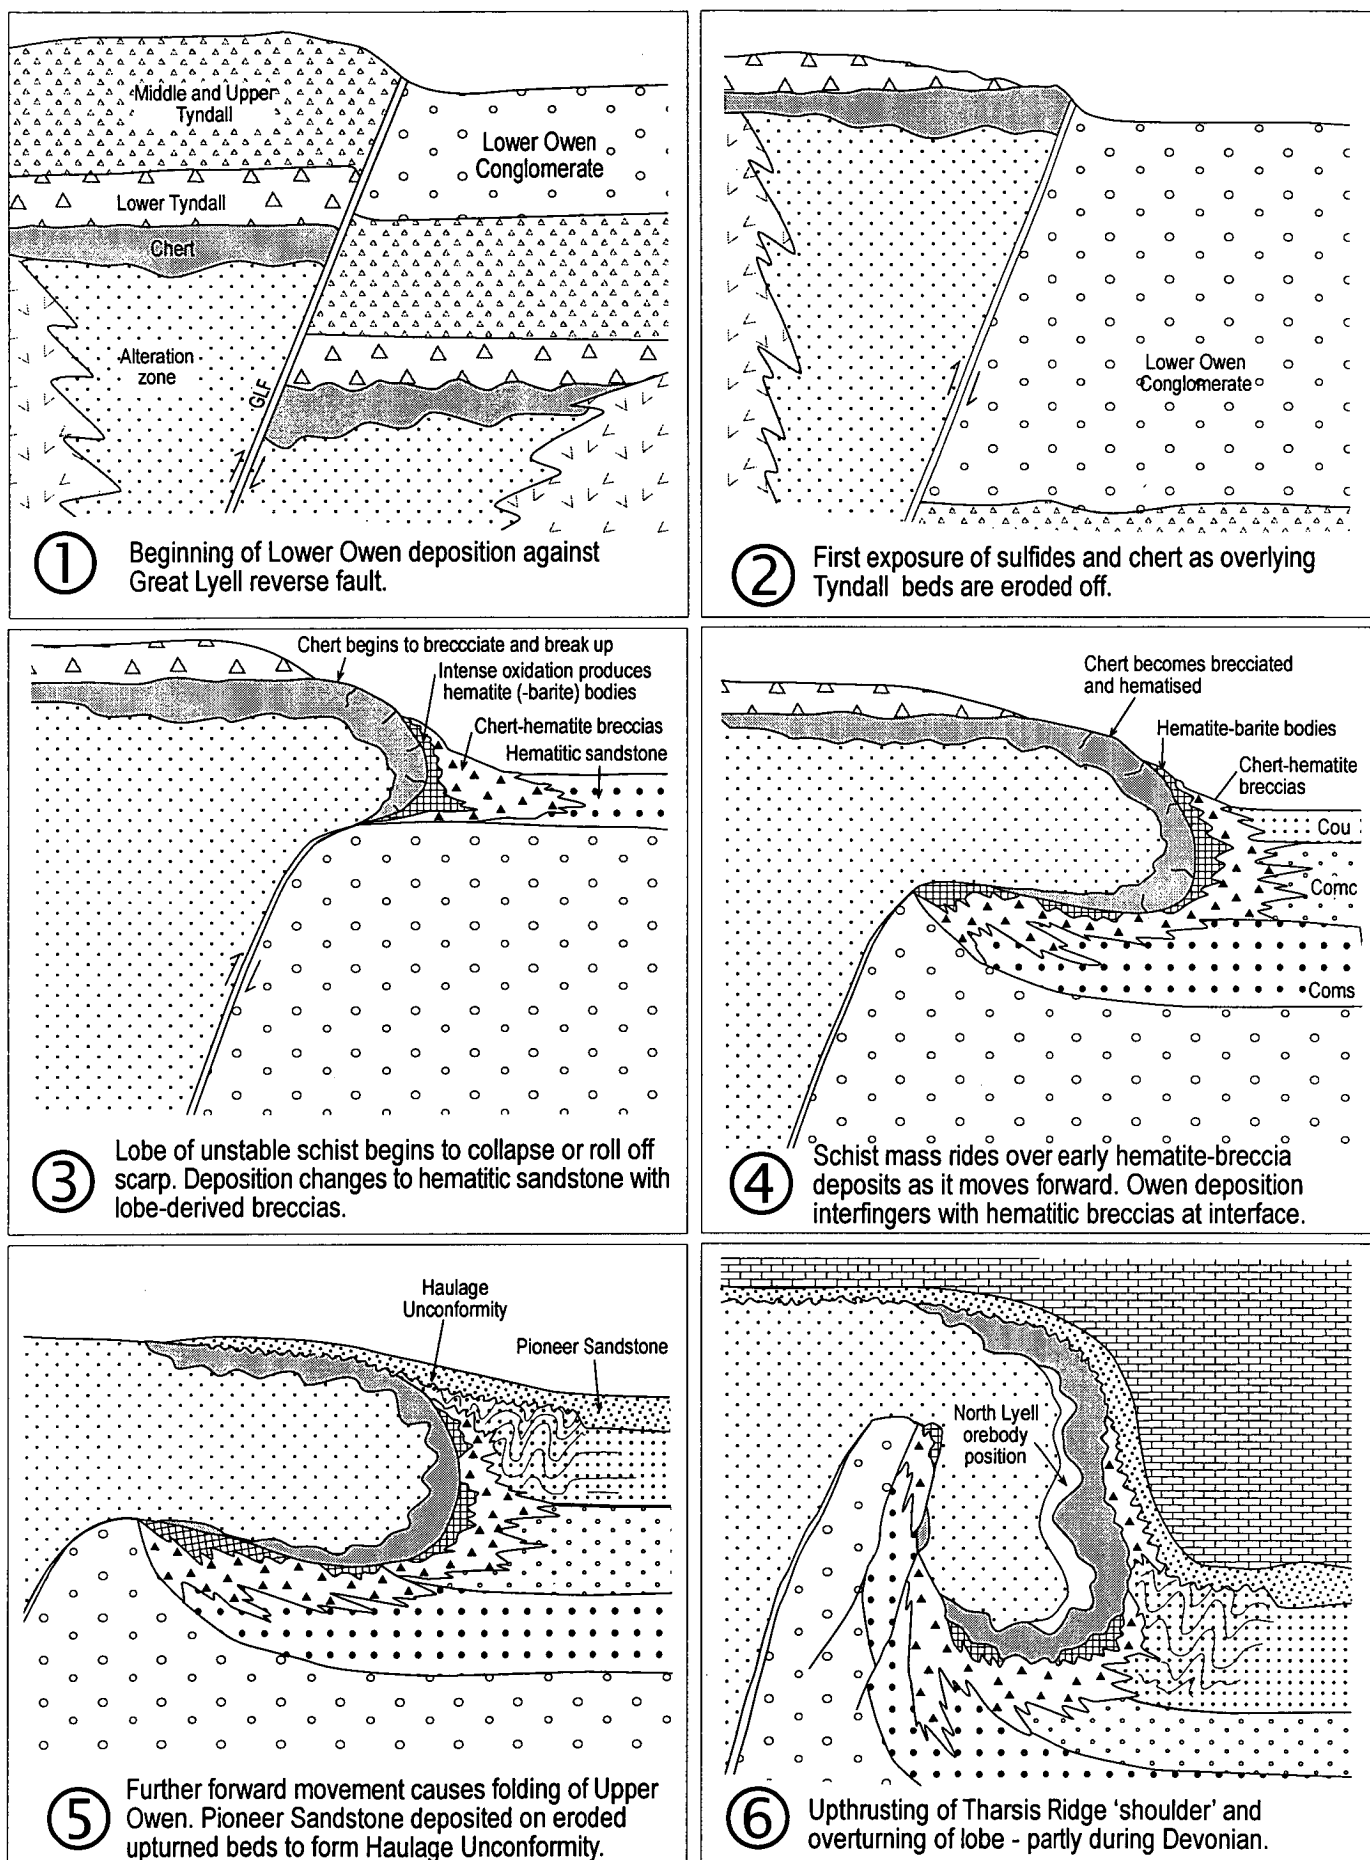 Middle and Upper
Tyndall
Lower Owen
Conglomerate
Lower Tyndall
Chert
Alteration
zone
GLF
1
Beginning of Lower Owen deposition against
Great Lyell reverse fault.
Lower Owen
Conglomerate
2
First exposure of sulfides and chert as overlying
Tyndall beds are eroded off.
Chert begins to breccciate and break up
Intense oxidation produces
hematite (-barite) bodies
Chert-hematite breccias
Hematitic sandstone
3
Lobe of unstable schist begins to collapse or roll off
scarp. Deposition changes to hematitic sandstone with
lobe-derived breccias.
Chert becomes brecciated
and hematised
Hematite-barite bodies
Chert-hematite
breccias
Cou
Comc
Coms
4
Schist mass rides over early hematite-breccia
deposits as it moves forward. Owen deposition
interfingers with hematitic breccias at interface.
Haulage
Unconformity
Pioneer Sandstone
5
Further forward movement causes folding of Upper
Owen. Pioneer Sandstone deposited on eroded
upturned beds to form Haulage Unconformity.
North Lyell
orebody
position
6
Upthrusting of Tharsis Ridge 'shoulder' and
overturning of lobe - partly during Devonian.